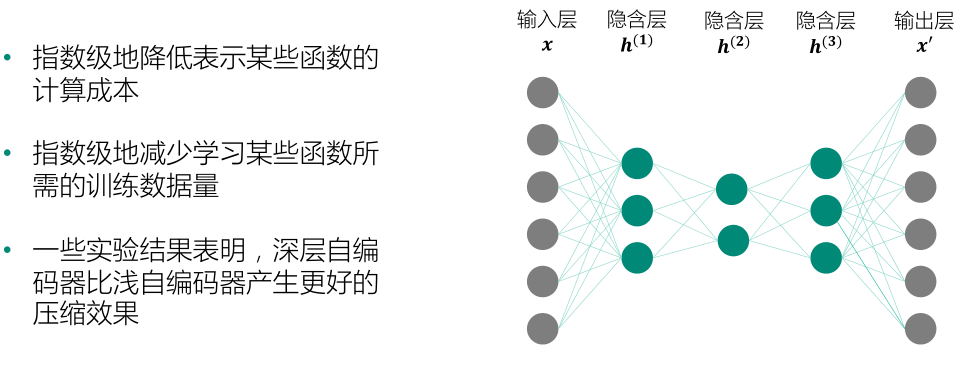 • 指数级地降低表示某些函数的
计算成本
• 指数级地减少学习某些函数所
需的训练数据量
• 一些实验结果表明，深层自编
码器比浅自编码器产生更好的
压缩效果
输入层 隐含层 隐含层 隐含层 输出层
x h(1) h(2) h(3) x′